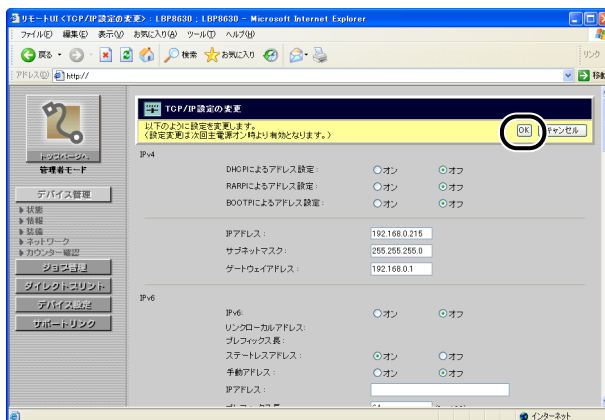 リモートUI<TCP/IP設定の変更> : LBP8630 ; LBP8630 - Microsoft Internet Explorer
ファイル(F) 編集(E) 表示(V) お気に入り(A) ツール(T) ヘルプ(H)
戻る 検索 お気に入り リンク
アドレス(D) http:// 移動
TCP/IP設定の変更
以下のように設定を変更します。
(設定変更は次回主電源オン時より有効となります。)
OK キャンセル
トップページへ
管理者モード
デバイス管理
状態
情報
装備
ネットワーク
カウンター確認
ジョブ管理
ダイレクトプリント
デバイス設定
サポートリンク
IPv4
DHCPによるアドレス設定: オン オフ
RARPによるアドレス設定: オン オフ
BOOTPによるアドレス設定: オン オフ
IPアドレス: 192.168.0.215
サブネットマスク: 255.255.255.0
ゲートウェイアドレス: 192.168.0.1
IPv6
IPv6: オン オフ
リンクローカルアドレス:
プレフィックス長:
ステートレスアドレス: オン オフ
手動アドレス: オン オフ
IPアドレス:
インターネット